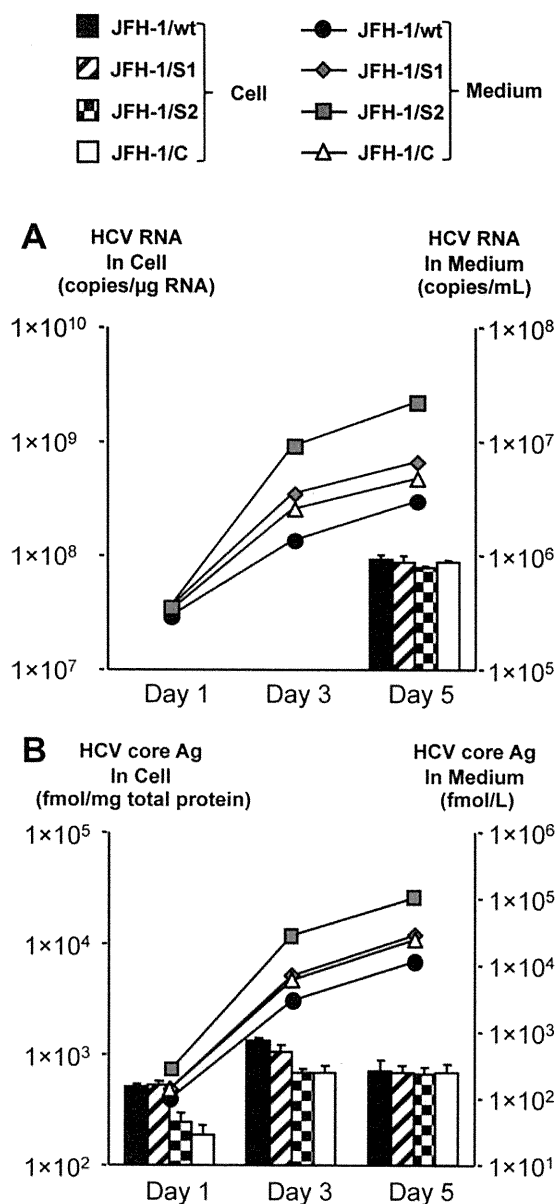 JFH-1/wt
JFH-1/S1
JFH-1/S2
JFH-1/C
Cell
JFH-1/wt
JFH-1/S1
JFH-1/S2
JFH-1/C
Medium
A
HCV RNA
In Cell
(copies/µg RNA)
HCV RNA
In Medium
(copies/mL)
1×10¹⁰
1×10⁹
1×10⁸
1×10⁷
1×10⁸
1×10⁷
1×10⁶
1×10⁵
Day 1 Day 3 Day 5
B
HCV core Ag
In Cell
(fmol/mg total protein)
HCV core Ag
In Medium
(fmol/L)
1×10⁵
1×10⁴
1×10³
1×10²
1×10⁶
1×10⁵
1×10⁴
1×10³
1×10²
1×10¹
Day 1 Day 3 Day 5